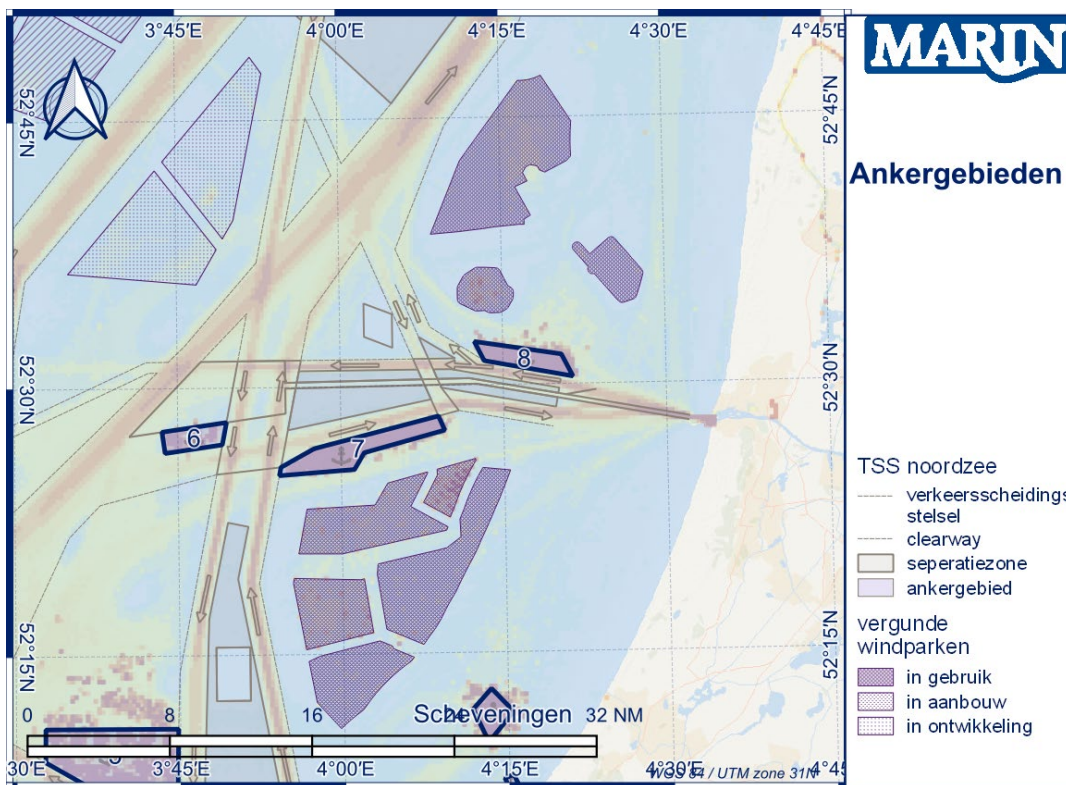 3°45'E 4°00'E 4°15'E 4°30'E
MARIN
52°45'N
52°45'N
Ankergebieden
8
52°30'N
52°30'N
6
7
TSS noordzee
verkeersscheidings
stelsel
clearway
seperatiezone
ankergebied
vergunde
windparken
in gebruik
in aanbouw
in ontwikkeling
52°15'N
52°15'N
Scheveningen
0 8 16 24 32 NM
:30'E 3°45'E 4°00'E 4°15'E 4°30'E 4°45
WGS 84 / UTM zone 31N